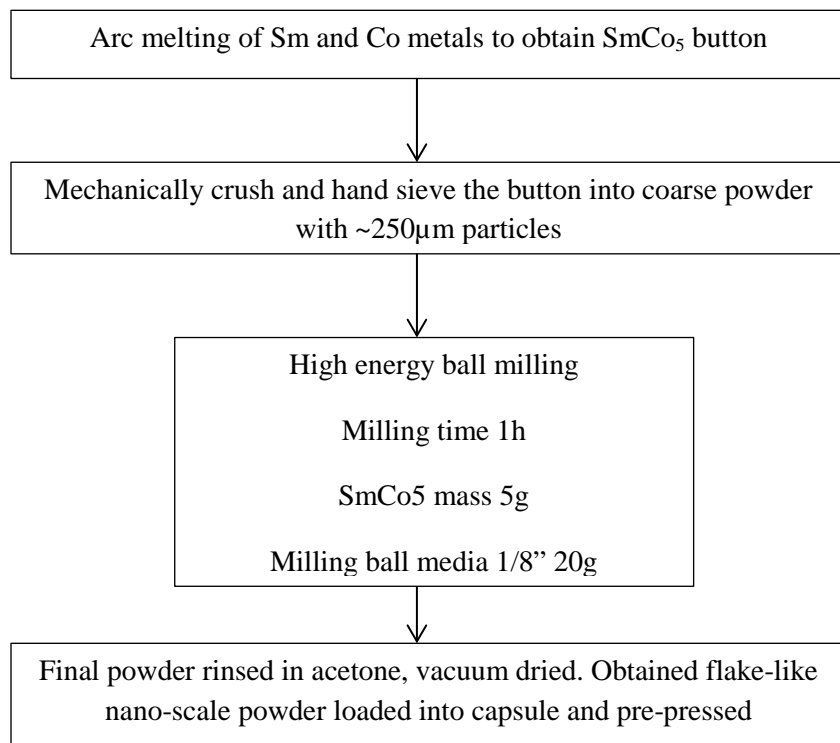 Arc melting of Sm and Co metals to obtain SmCo₅ button
Mechanically crush and hand sieve the button into coarse powder
with ~250µm particles
High energy ball milling
Milling time 1h
SmCo5 mass 5g
Milling ball media 1/8” 20g
Final powder rinsed in acetone, vacuum dried. Obtained flake-like
nano-scale powder loaded into capsule and pre-pressed